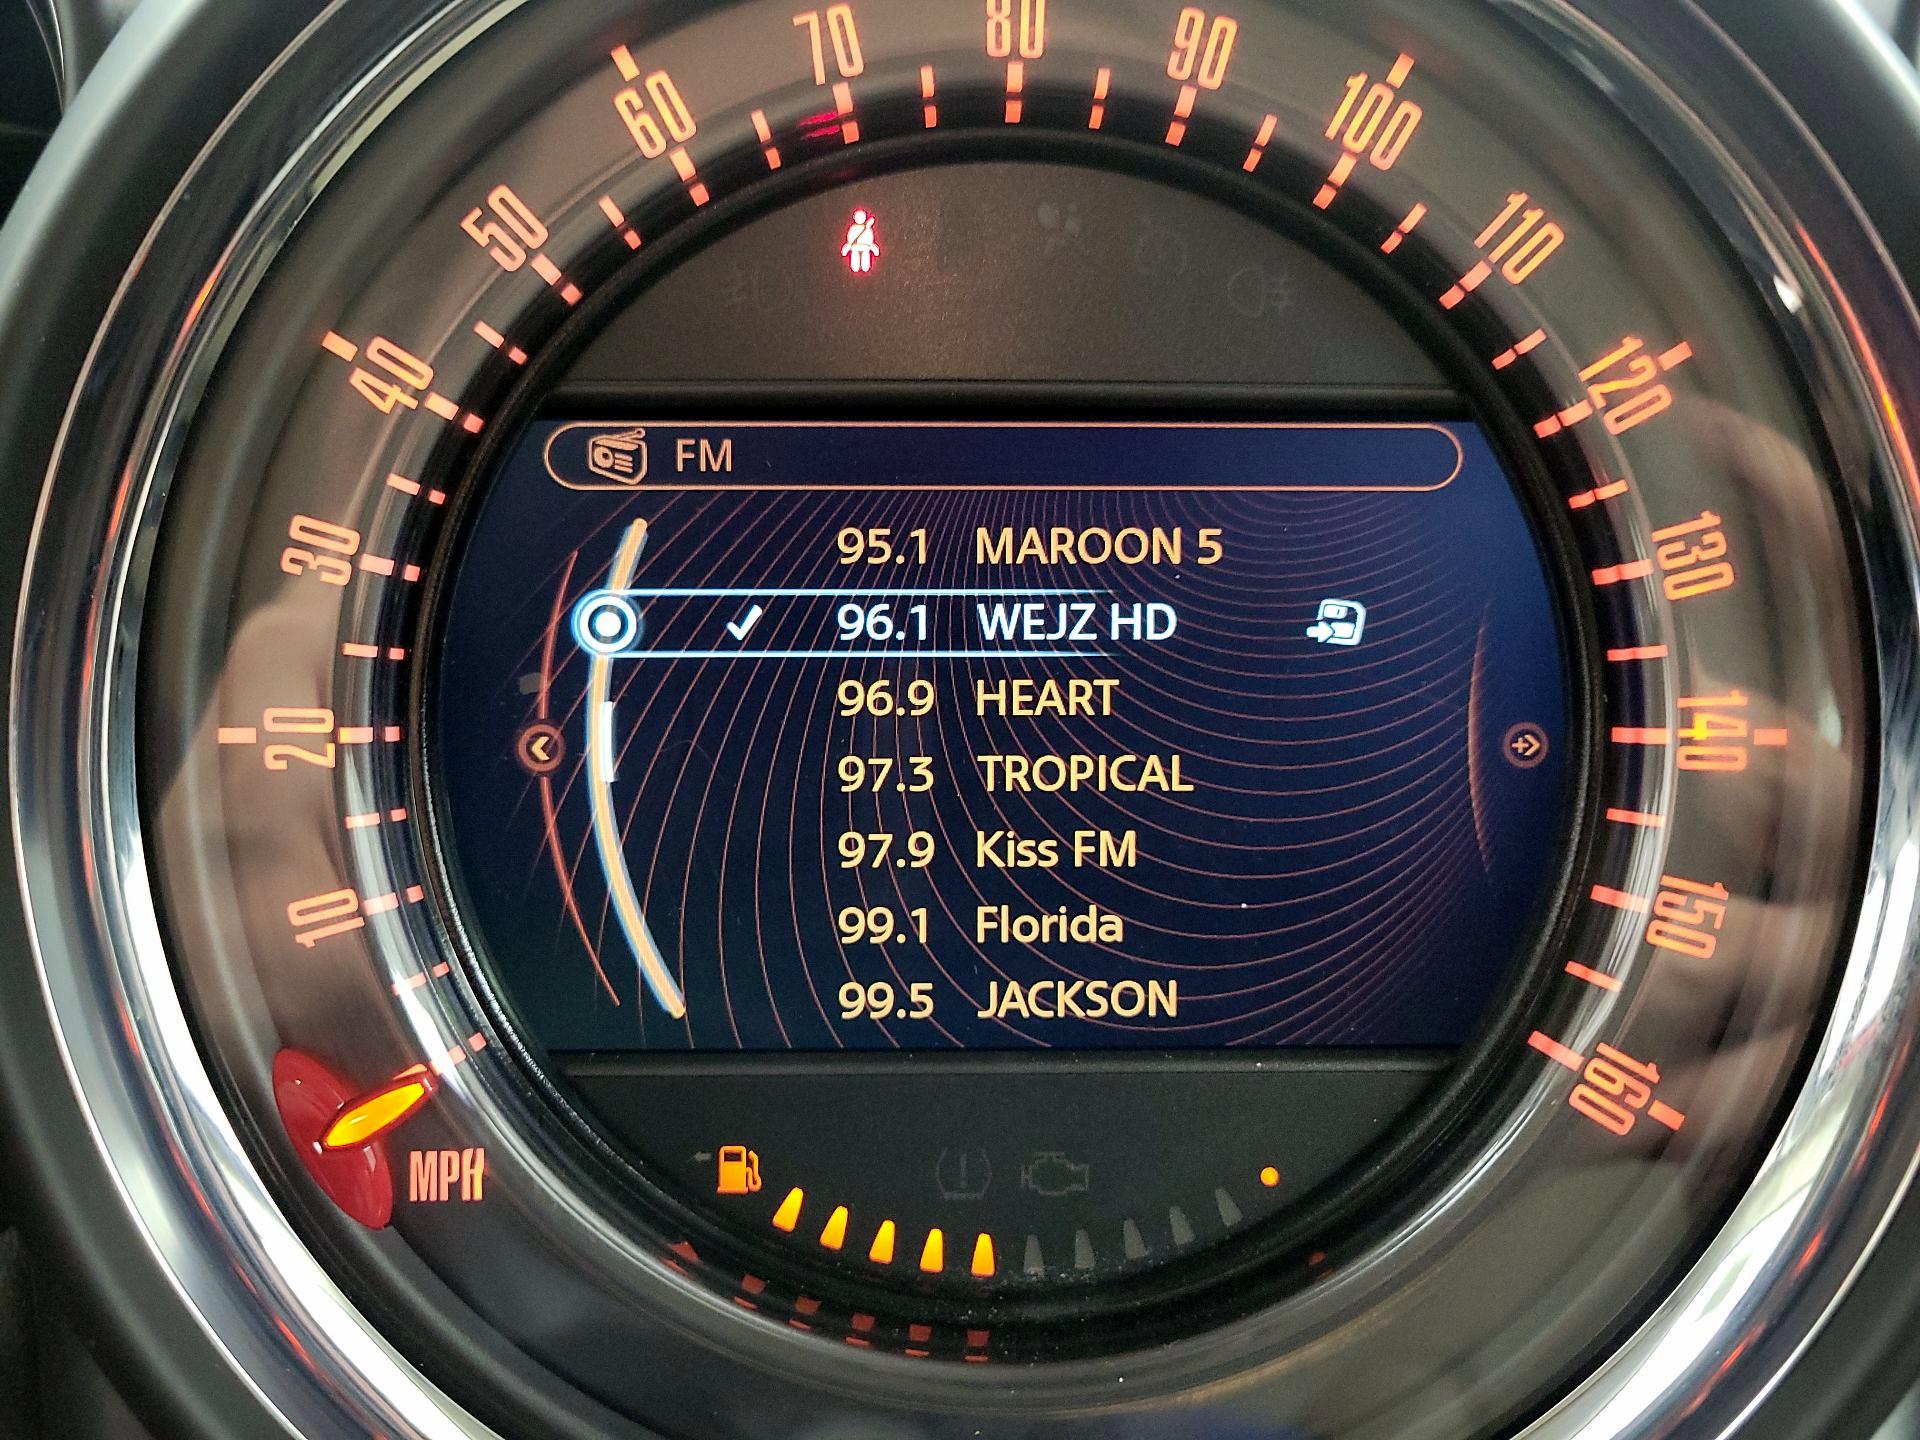 10
20
30
40
50
60
70
80
90
100
110
120
130
140
150
160
MPH
FM
95.1 MAROON 5
96.1 WEJZ HD
96.9 HEART
97.3 TROPICAL
97.9 Kiss FM
99.1 Florida
99.5 JACKSON